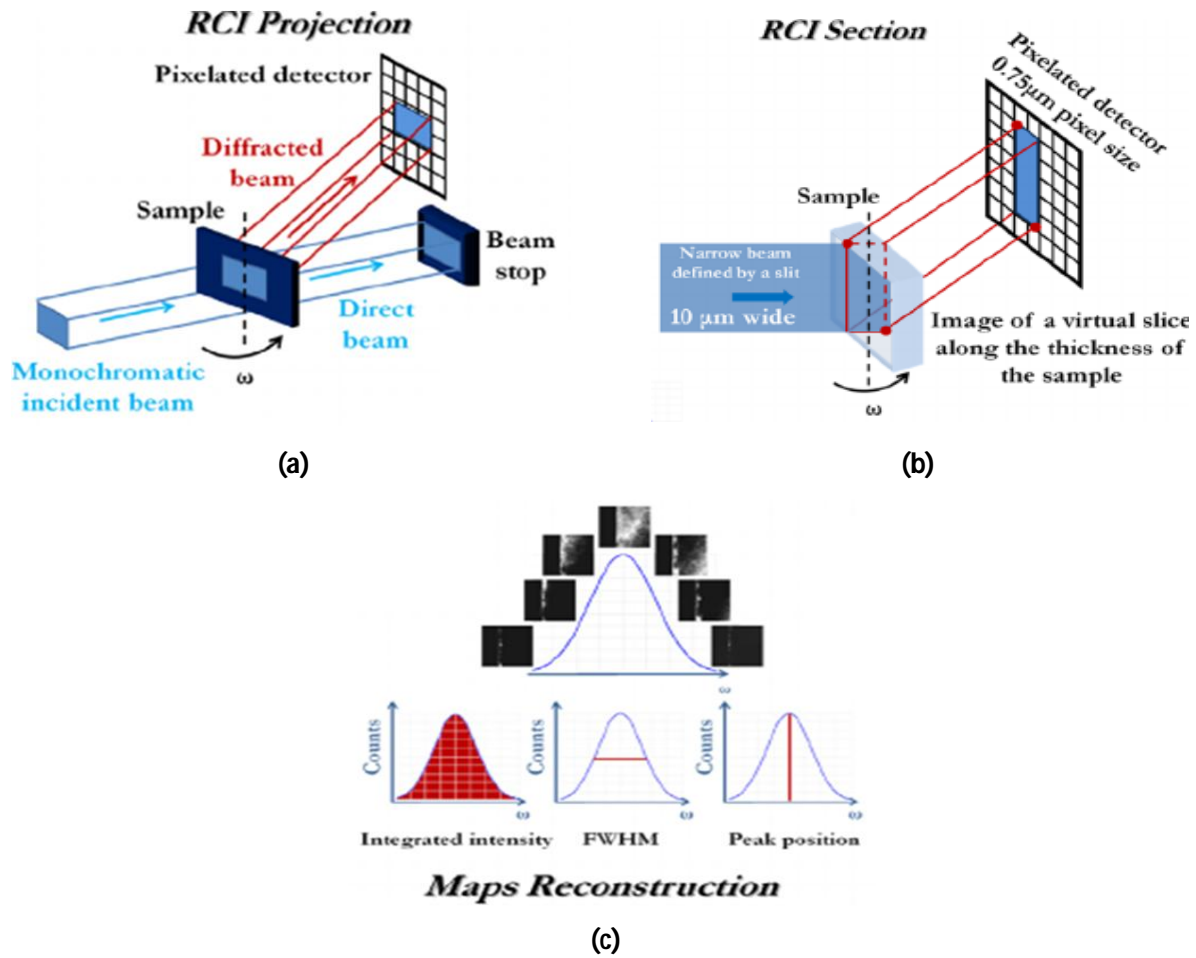 RCI Projection
Pixelated detector
Diffracted
beam
Sample
Beam
stop
Direct
beam
Monochromatic
incident beam
ω
(a)
RCI Section
Pixelated detector
0.75μm pixel size
Sample
Narrow beam
defined by a slit
10 μm wide
Image of a virtual slice
along the thickness of
the sample
ω
(b)
Counts
ω
Integrated intensity
Counts
ω
FWHM
Counts
ω
Peak position
Maps Reconstruction
(c)